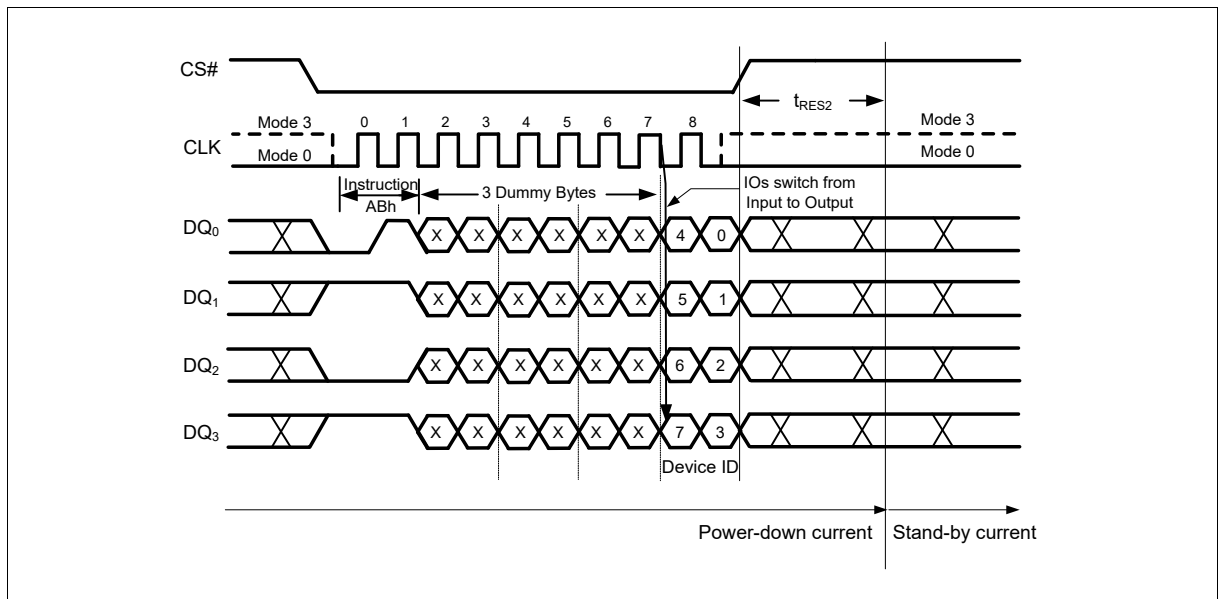 CS#
tRES2
0 1 2 3 4 5 6 7 8
Mode 3
Mode 3
CLK
Mode 0
Mode 0
Instruction
ABh
3 Dummy Bytes
IOs switch from
Input to Output
DQ0
X X X X X X 4 0
DQ1
X X X X X X 5 1
DQ2
X X X X X X 6 2
DQ3
X X X X X X 7 3
Device ID
Power-down current
Stand-by current